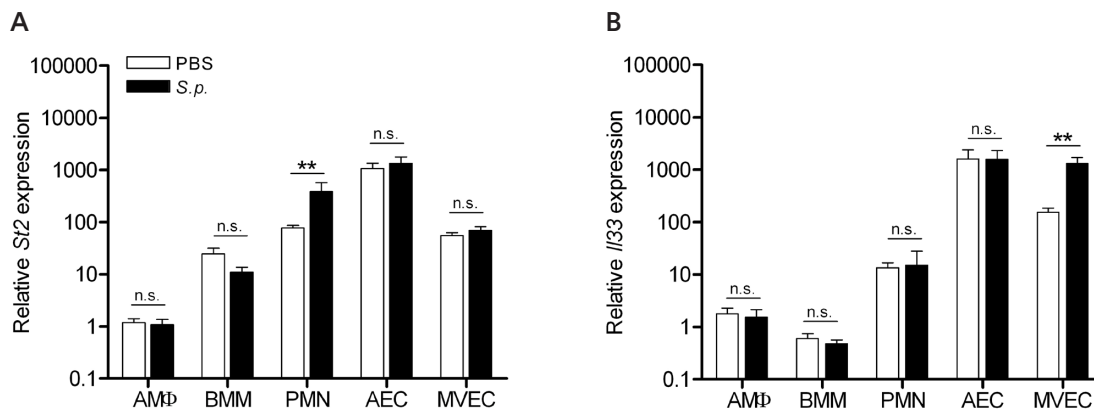 A
Relative St2 expression
100000
10000
1000
100
10
1
0.1
PBS
S.p.
n.s.
n.s.
**
n.s.
n.s.
AMΦ BMM PMN AEC MVEC
B
Relative Il33 expression
100000
10000
1000
100
10
1
0.1
n.s.
n.s.
n.s.
n.s.
**
AMΦ BMM PMN AEC MVEC